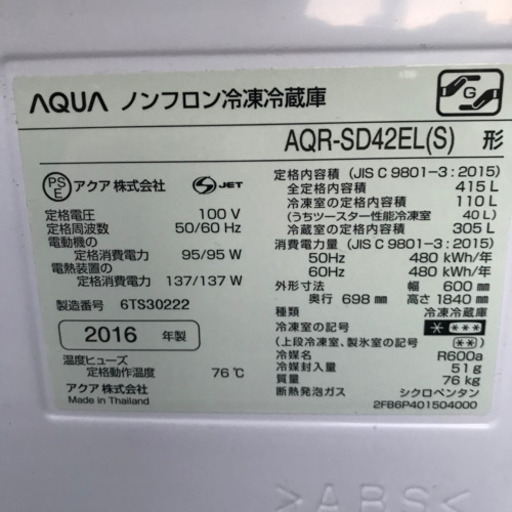 AQUA ノンフロン冷凍冷蔵庫
G
AQR-SD42EL(S) 形
PSE アクア株式会社 S JET
定格電圧 100 V
定格周波数 50/60 Hz
電動機の
定格消費電力 95/95 W
電熱装置の
定格消費電力 137/137 W
製造番号 6TS30222
2016 年製
温度ヒューズ
定格動作温度 76℃
アクア株式会社
Made in Thailand
定格内容積 (JIS C 9801-3:2015)
全定格内容積 415 L
冷凍室の定格内容積 110 L
(うちツースター性能冷凍室 40 L)
冷蔵室の定格内容積 305 L
消費電力量 (JIS C 9801-3:2015)
50Hz 480 kWh/年
60Hz 480 kWh/年
外形寸法 幅 600 mm
奥行 698 mm 高さ 1840 mm
種類 冷凍冷蔵庫
冷凍室の記号 * ***
(上段冷凍室、製氷室の記号 **)
冷媒名 R600a
冷媒封入量 51 g
質量 76 kg
断熱発泡ガス シクロペンタン
2FB6P401504000
>ABS<